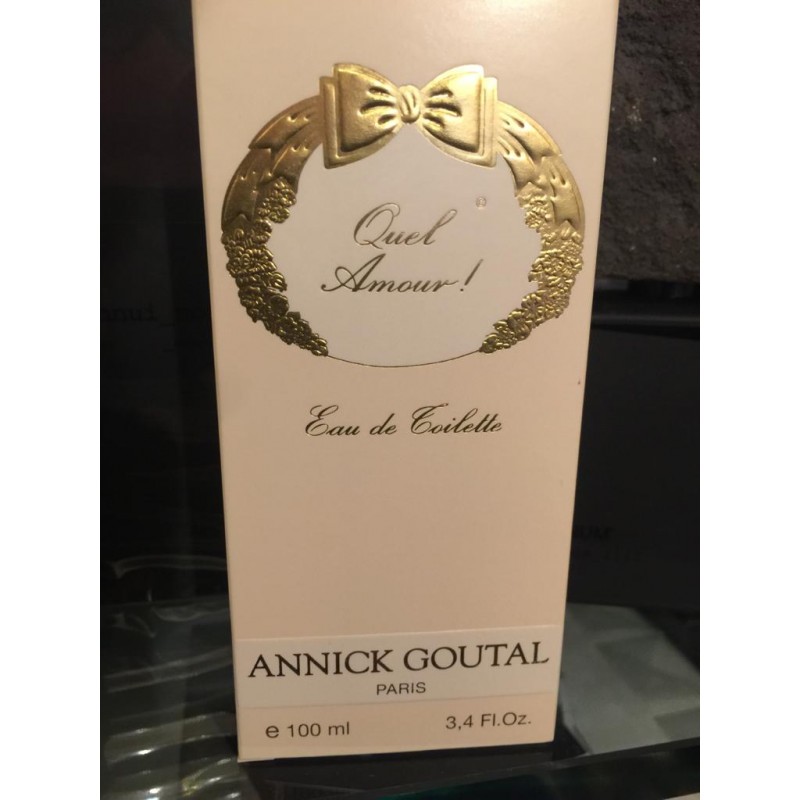 Quel ®
Amour !
Eau de Toilette
ANNICK GOUTAL
PARIS
e 100 ml
3,4 Fl.Oz.